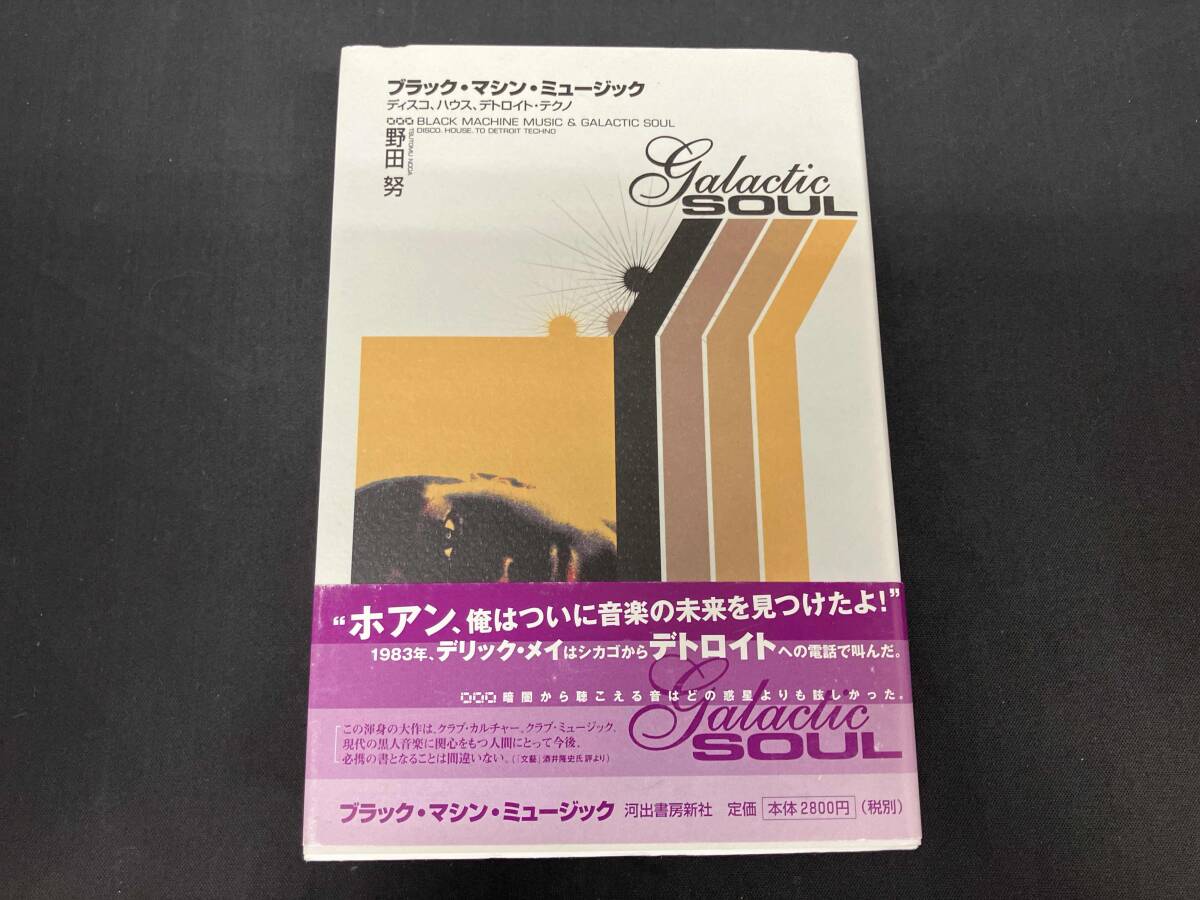 ブラック・マシン・ミュージック
ディスコ、ハウス、デトロイト・テクノ
BLACK MACHINE MUSIC & GALACTIC SOUL
DISCO, HOUSE, TO DETROIT TECHNO
野田 努
TSUTOMU NODA
Galactic
SOUL
“ホアン、俺はついに音楽の未来を見つけたよ!”
1983年、デリック・メイはシカゴからデトロイトへの電話で叫んだ。
暗闇から聴こえる音はどの惑星よりも眩しかった。
Galactic
SOUL
この渾身の大作は、クラブ・カルチャー、クラブ・ミュージック、
現代の黒人音楽に関心をもつ人間にとって今後、
必携の書となることは間違いない。(「文藝」酒井隆史氏評より)
ブラック・マシン・ミュージック 河出書房新社 定価 本体2800円 (税別)